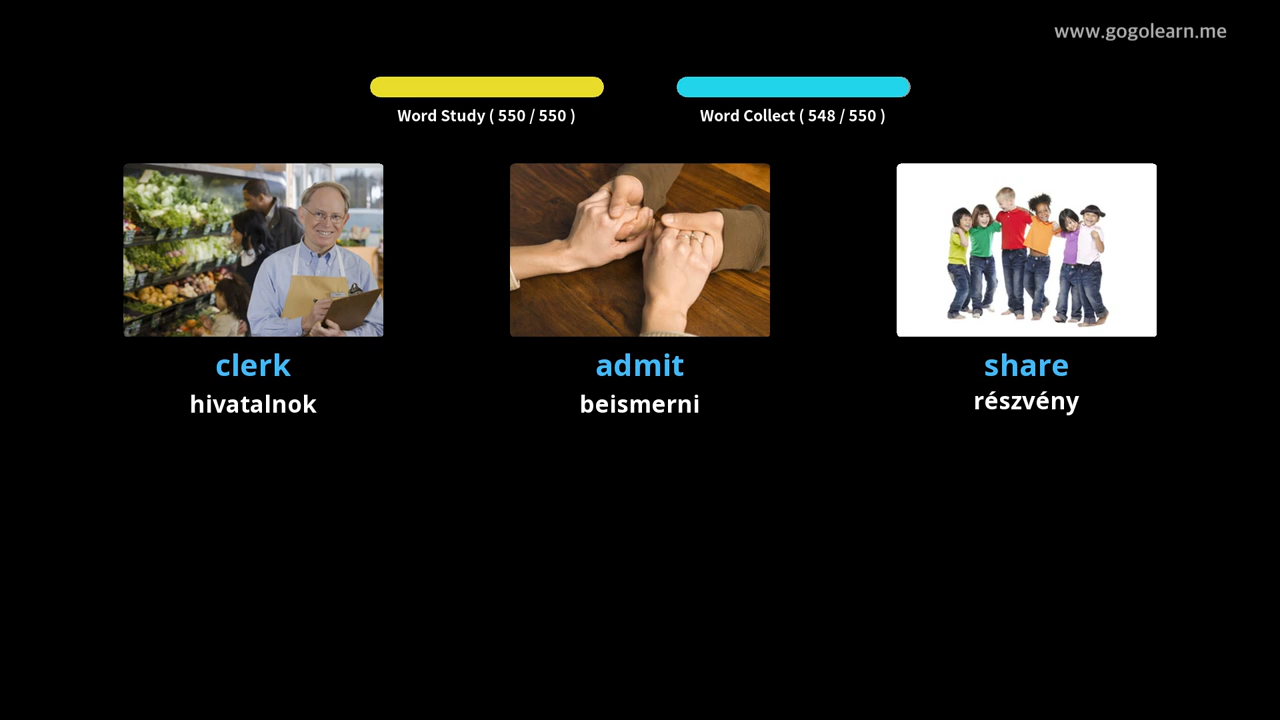 www.gogolearn.me
Word Study ( 550 / 550 )
Word Collect ( 548 / 550 )
clerk
hivatalnok
admit
beismerni
share
részvény